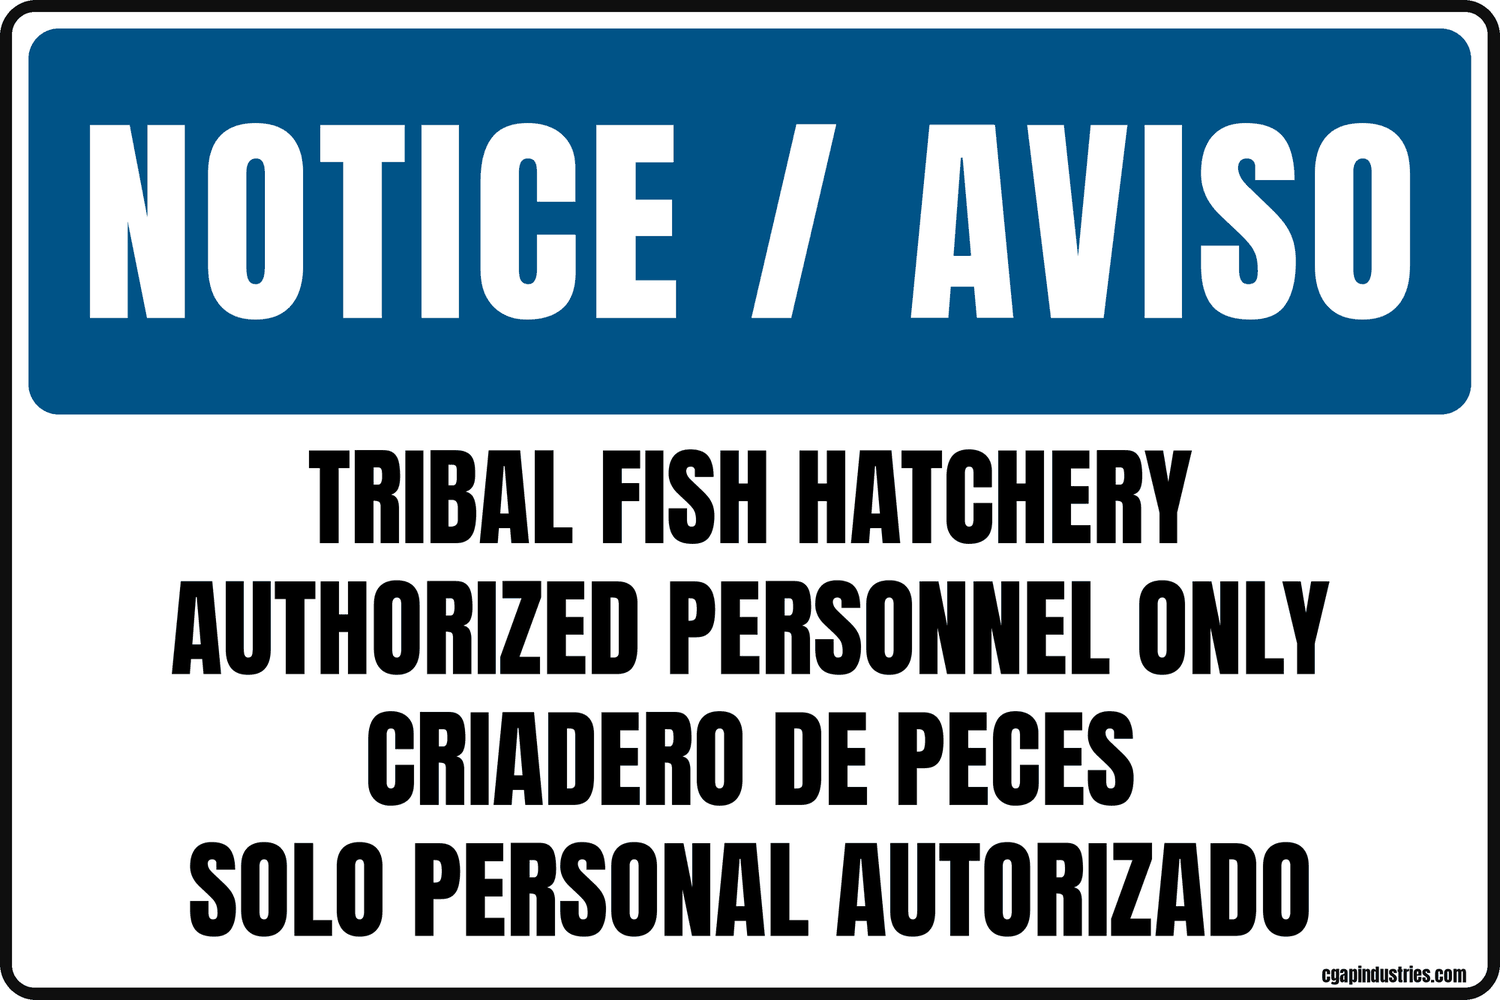 NOTICE / AVISO
TRIBAL FISH HATCHERY
AUTHORIZED PERSONNEL ONLY
CRIADERO DE PECES
SOLO PERSONAL AUTORIZADO
cgapindustries.com